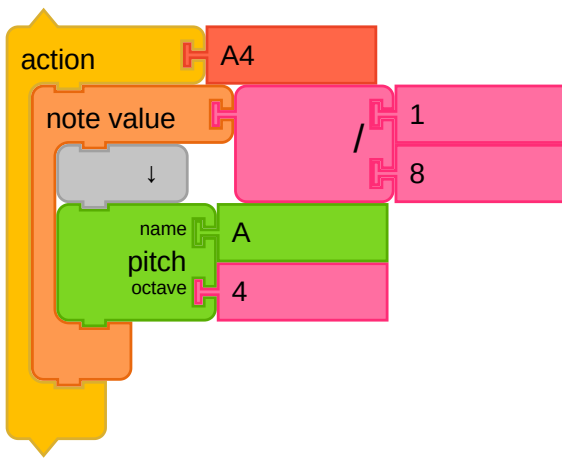 action A4
note value / 1
8
↓
name A
pitch
octave 4